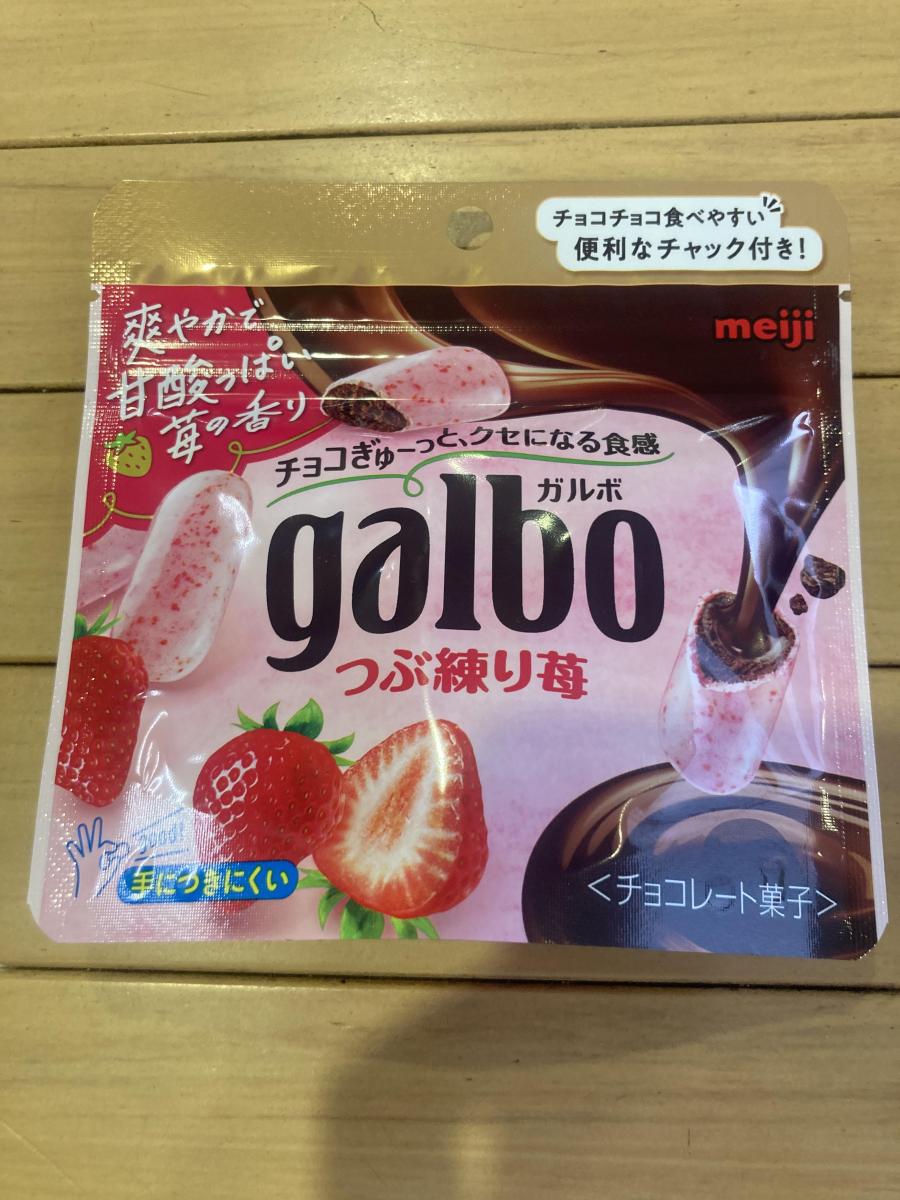 チョコチョコ食べやすい
便利なチャック付き!
爽やかで
甘酸っぱい
苺の香り
meiji
チョコぎゅーっと、クセになる食感
ガルボ
galbo
つぶ練り苺
Good!
手につきにくい
<チョコレート菓子>